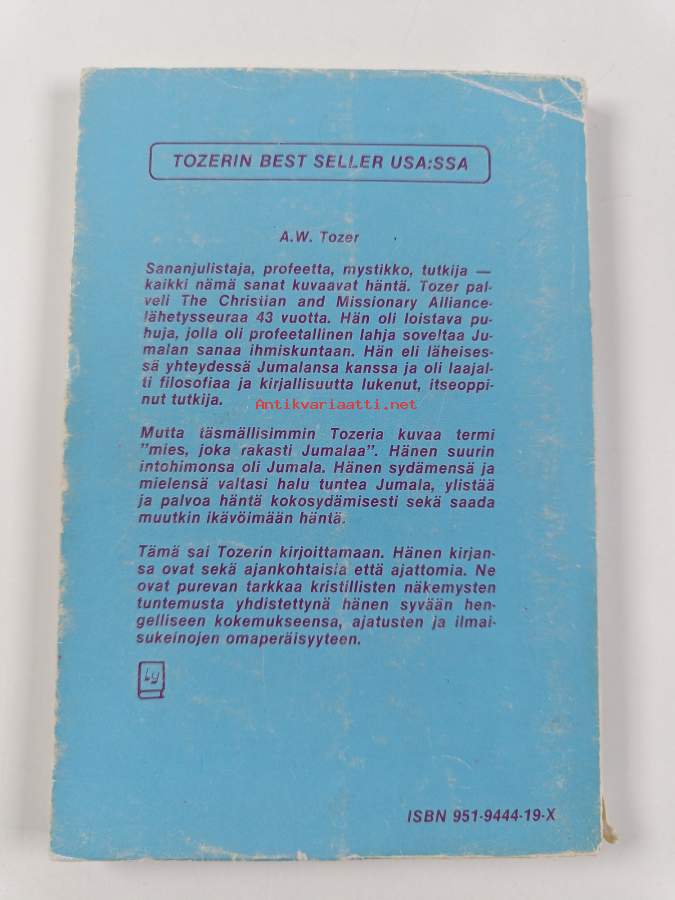 TOZERIN BEST SELLER USA:SSA
A.W. Tozer
Sananjulistaja, profeetta, mystikko, tutkija —
kaikki nämä sanat kuvaavat häntä. Tozer pal-
veli The Christian and Missionary Alliance-
lähetysseuraa 43 vuotta. Hän oli loistava pu-
huja, jolla oli profeetallinen lahja soveltaa Ju-
malan sanaa ihmiskuntaan. Hän eli läheises-
sä yhteydessä Jumalansa kanssa ja oli laajal-
ti filosofiaa ja kirjallisuutta lukenut, itseoppi-
nut tutkija.
Antikvariaatti.net
Mutta täsmällisimmin Tozeria kuvaa termi
"mies, joka rakasti Jumalaa". Hänen suurin
intohimonsa oli Jumala. Hänen sydämensä ja
mielensä valtasi halu tuntea Jumala, ylistää
ja palvoa häntä kokosydämisesti sekä saada
muutkin ikävöimään häntä.
Tämä sai Tozerin kirjoittamaan. Hänen kirjan-
sa ovat sekä ajankohtaisia että ajattomia. Ne
ovat purevan tarkkaa kristillisten näkemysten
tuntemusta yhdistettynä hänen syvään hen-
gelliseen kokemukseensa, ajatusten ja ilmai-
sukeinojen omaperäisyyteen.
Ly
ISBN 951-9444-19-X